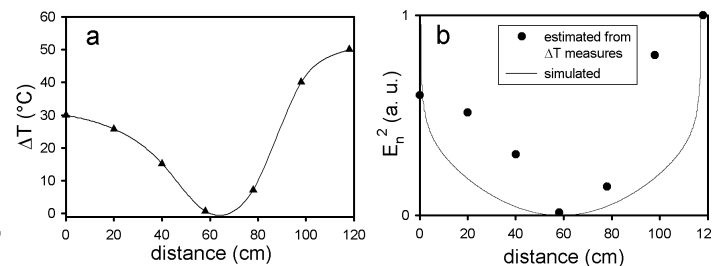 a
60
50
40
30
20
10
0
ΔT (°C)
0 20 40 60 80 100 120
distance (cm)
b
estimated from
ΔT measures
simulated
1
0
Eₙ² (a. u.)
0 20 40 60 80 100 120
distance (cm)